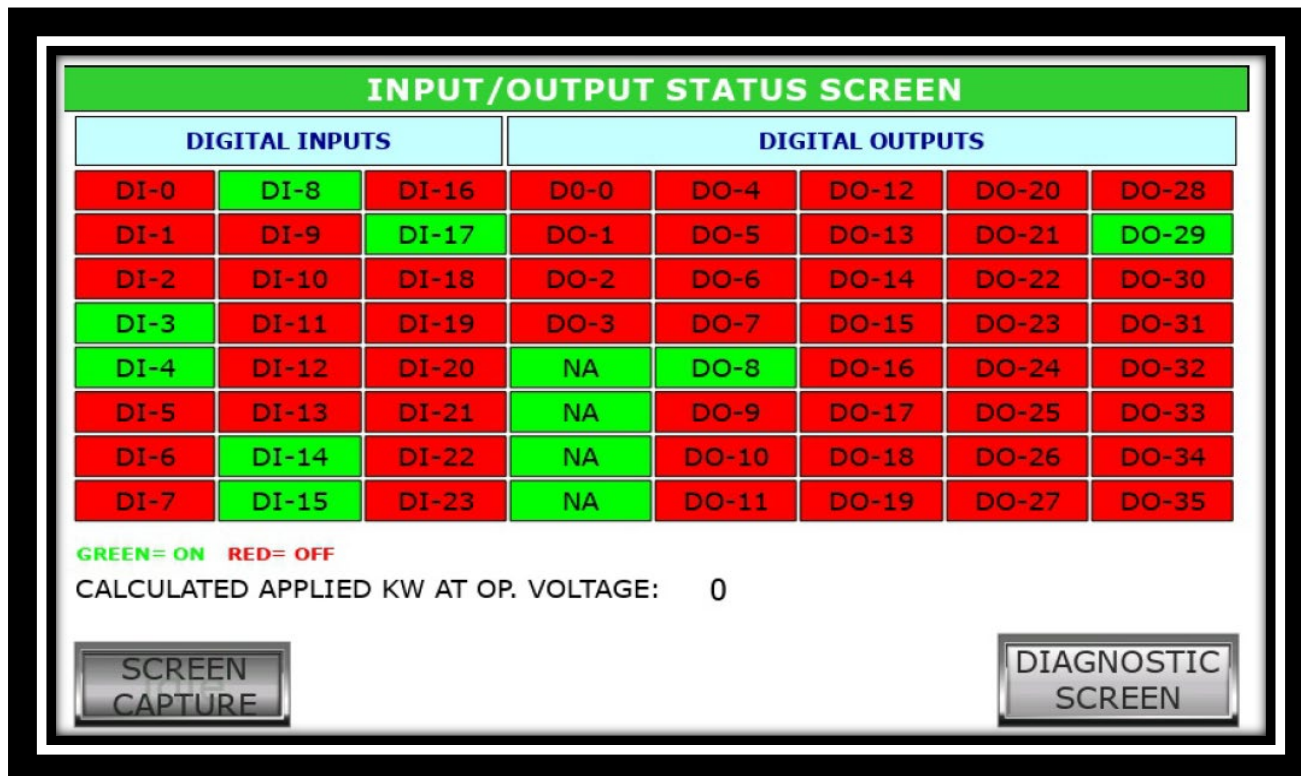 INPUT/OUTPUT STATUS SCREEN
DIGITAL INPUTS DIGITAL OUTPUTS
DI-0 DI-8 DI-16 D0-0 DO-4 DO-12 DO-20 DO-28
DI-1 DI-9 DI-17 DO-1 DO-5 DO-13 DO-21 DO-29
DI-2 DI-10 DI-18 DO-2 DO-6 DO-14 DO-22 DO-30
DI-3 DI-11 DI-19 DO-3 DO-7 DO-15 DO-23 DO-31
DI-4 DI-12 DI-20 NA DO-8 DO-16 DO-24 DO-32
DI-5 DI-13 DI-21 NA DO-9 DO-17 DO-25 DO-33
DI-6 DI-14 DI-22 NA DO-10 DO-18 DO-26 DO-34
DI-7 DI-15 DI-23 NA DO-11 DO-19 DO-27 DO-35
GREEN= ON RED= OFF
CALCULATED APPLIED KW AT OP. VOLTAGE: 0
SCREEN
Idle
CAPTURE
DIAGNOSTIC
SCREEN